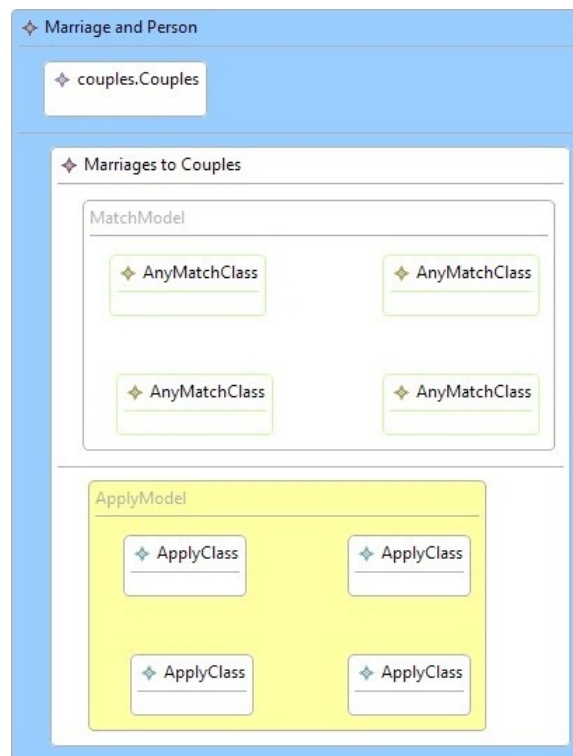 Marriage and Person
couples.Couples
Marriages to Couples
MatchModel
AnyMatchClass AnyMatchClass
AnyMatchClass AnyMatchClass
ApplyModel
ApplyClass ApplyClass
ApplyClass ApplyClass